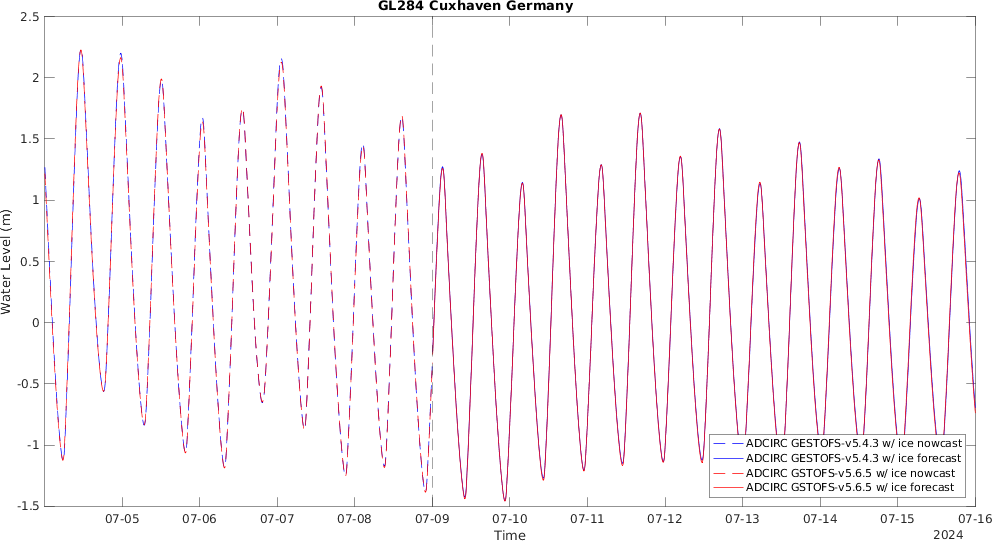 GL284 Cuxhaven Germany
2.5
2
1.5
1
0.5
0
-0.5
-1
-1.5
Water Level (m)
ADCIRC GESTOFS-v5.4.3 w/ ice nowcast
ADCIRC GESTOFS-v5.4.3 w/ ice forecast
ADCIRC GSTOFS-v5.6.5 w/ ice nowcast
ADCIRC GSTOFS-v5.6.5 w/ ice forecast
07-05 07-06 07-07 07-08 07-09 07-10 07-11 07-12 07-13 07-14 07-15 07-16
Time
2024